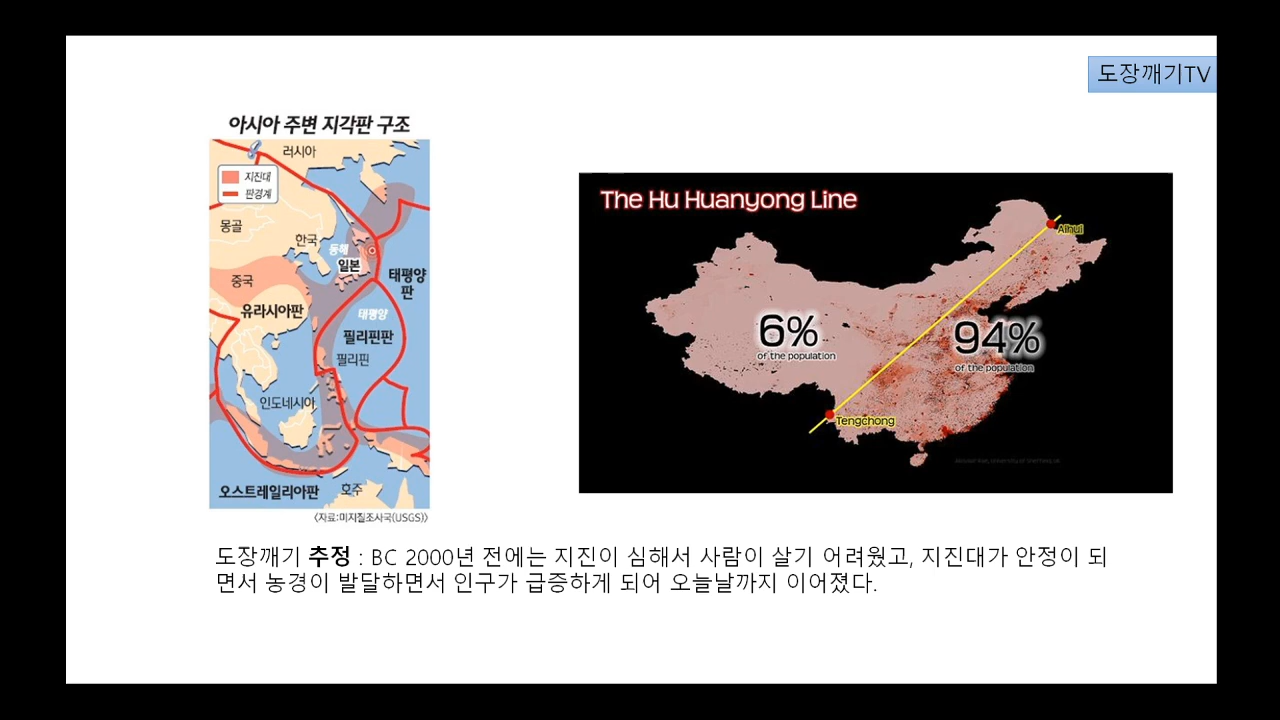 도장깨기TV
아시아 주변 지각판 구조
러시아
지진대
판경계
몽골
한국
동해
일본
중국
태평양
판
유라시아판
태평양
필리핀판
필리핀
인도네시아
오스트레일리아판
호주
〈자료:미지질조사국(USGS)〉
The Hu Huanyong Line
Aihui
6%
of the population
94%
of the population
Tengchong
도장깨기 추정 : BC 2000년 전에는 지진이 심해서 사람이 살기 어려웠고, 지진대가 안정이 되
면서 농경이 발달하면서 인구가 급증하게 되어 오늘날까지 이어졌다.